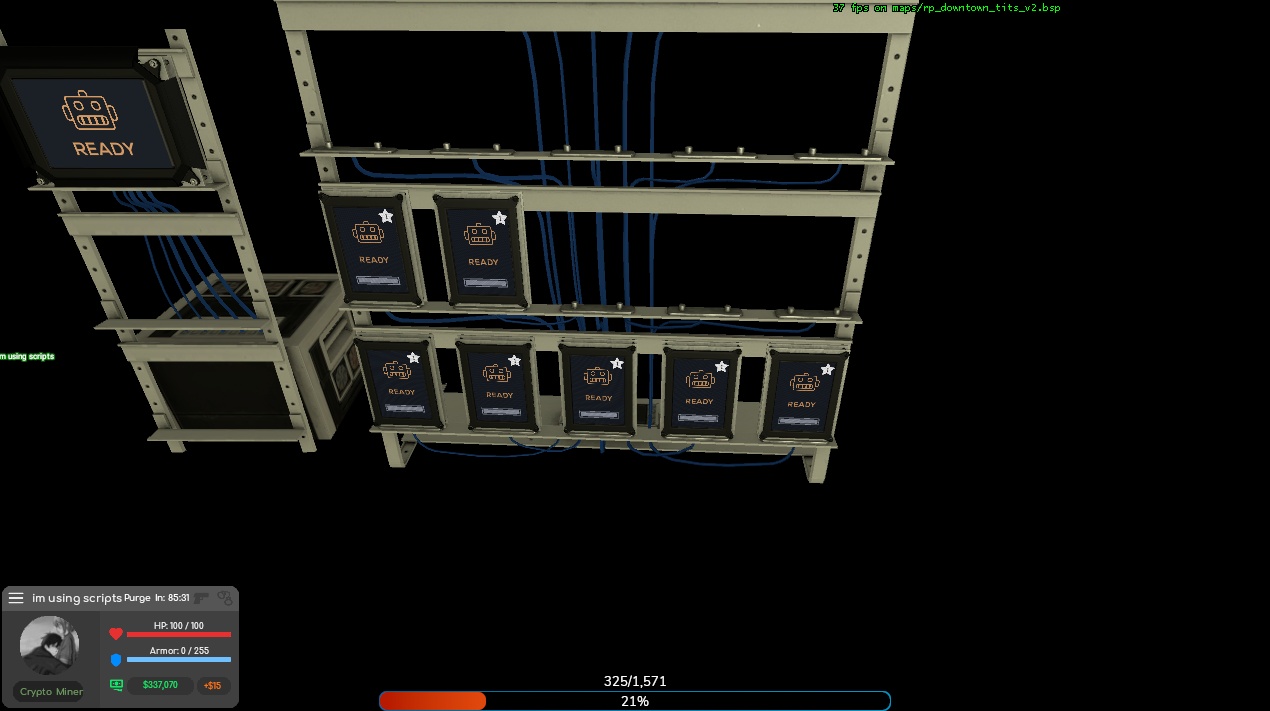 37 fps on maps/rp_downtown_tits_v2.bsp
READY
READY
READY
READY
READY
READY
READY
READY
m using scripts
im using scripts Purge In: 85:31
HP: 100 / 100
Armor: 0 / 255
$337,070
+$15
Crypto Miner
325/1,571
21%